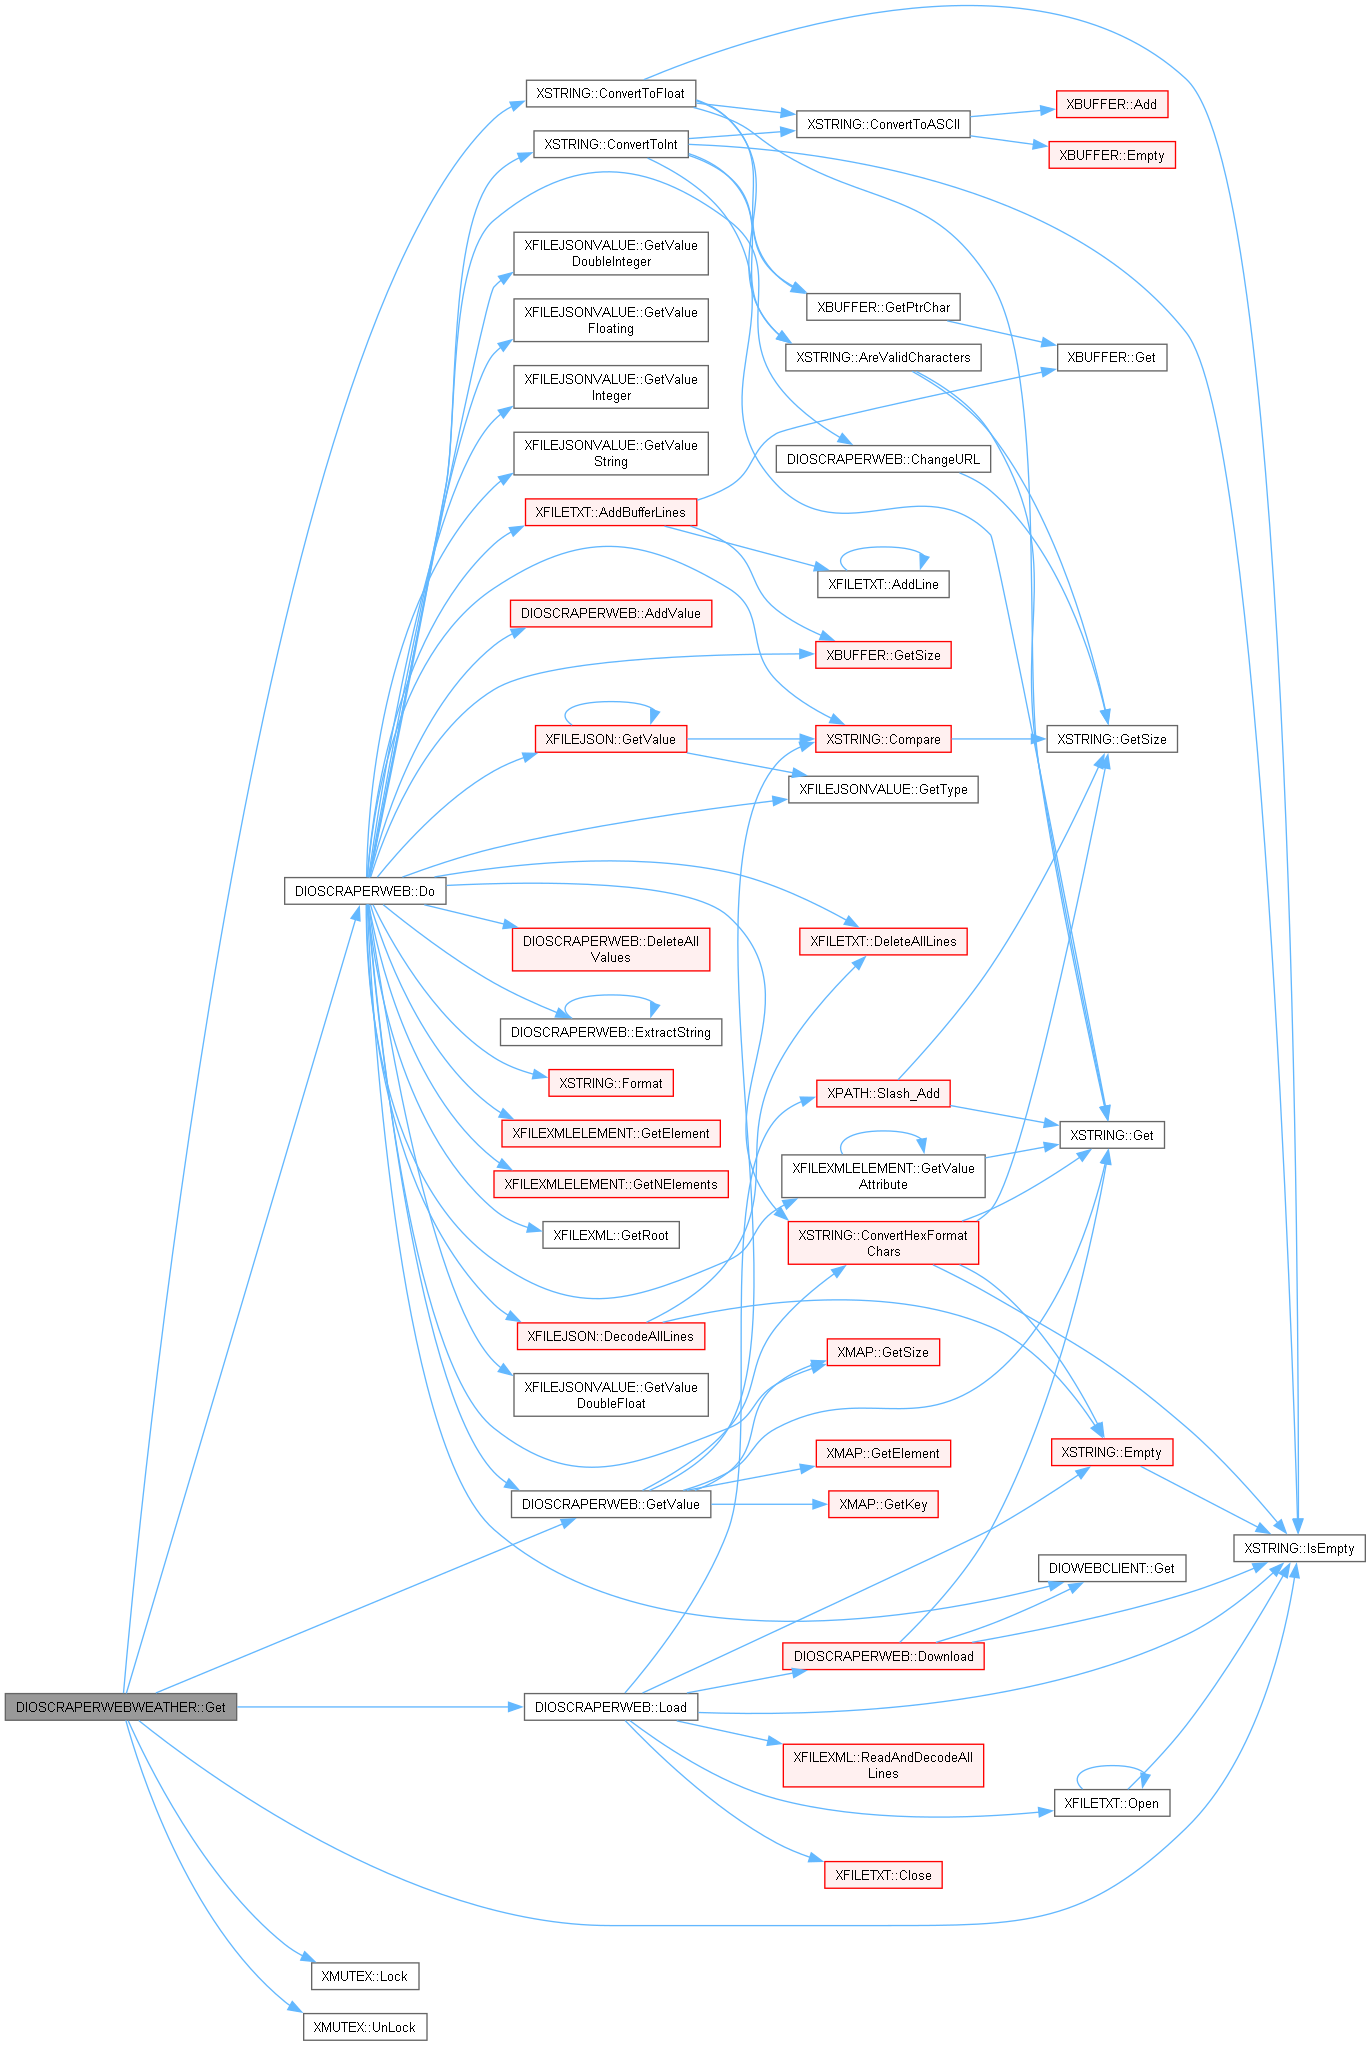 XSTRING::ConvertToFloat
XBUFFER::Add
XSTRING::ConvertToASCII
XSTRING::ConvertToInt
XBUFFER::Empty
XFILEJSONVALUE::GetValue
DoubleInteger
XBUFFER::GetPtrChar
XFILEJSONVALUE::GetValue
Floating
XSTRING::AreValidCharacters
XBUFFER::Get
XFILEJSONVALUE::GetValue
Integer
XFILEJSONVALUE::GetValue
String
DIOSCRAPERWEB::ChangeURL
XFILETXT::AddBufferLines
XFILETXT::AddLine
DIOSCRAPERWEB::AddValue
XBUFFER::GetSize
XFILEJSON::GetValue
XSTRING::Compare
XSTRING::GetSize
XFILEJSONVALUE::GetType
DIOSCRAPERWEB::Do
DIOSCRAPERWEB::DeleteAll
Values
XFILETXT::DeleteAllLines
DIOSCRAPERWEB::ExtractString
XSTRING::Format
XPATH::Slash_Add
XFILEXMLELEMENT::GetElement
XSTRING::Get
XFILEXMLELEMENT::GetValue
Attribute
XFILEXMLELEMENT::GetNElements
XFILEXML::GetRoot
XSTRING::ConvertHexFormat
Chars
XFILEJSON::DecodeAllLines
XMAP::GetSize
XFILEJSONVALUE::GetValue
DoubleFloat
XMAP::GetElement
XSTRING::Empty
DIOSCRAPERWEB::GetValue
XMAP::GetKey
XSTRING::IsEmpty
DIOWEBCLIENT::Get
DIOSCRAPERWEB::Download
DIOSCRAPERWEBWEATHER::Get
DIOSCRAPERWEB::Load
XFILEXML::ReadAndDecodeAll
Lines
XFILETXT::Open
XFILETXT::Close
XMUTEX::Lock
XMUTEX::UnLock